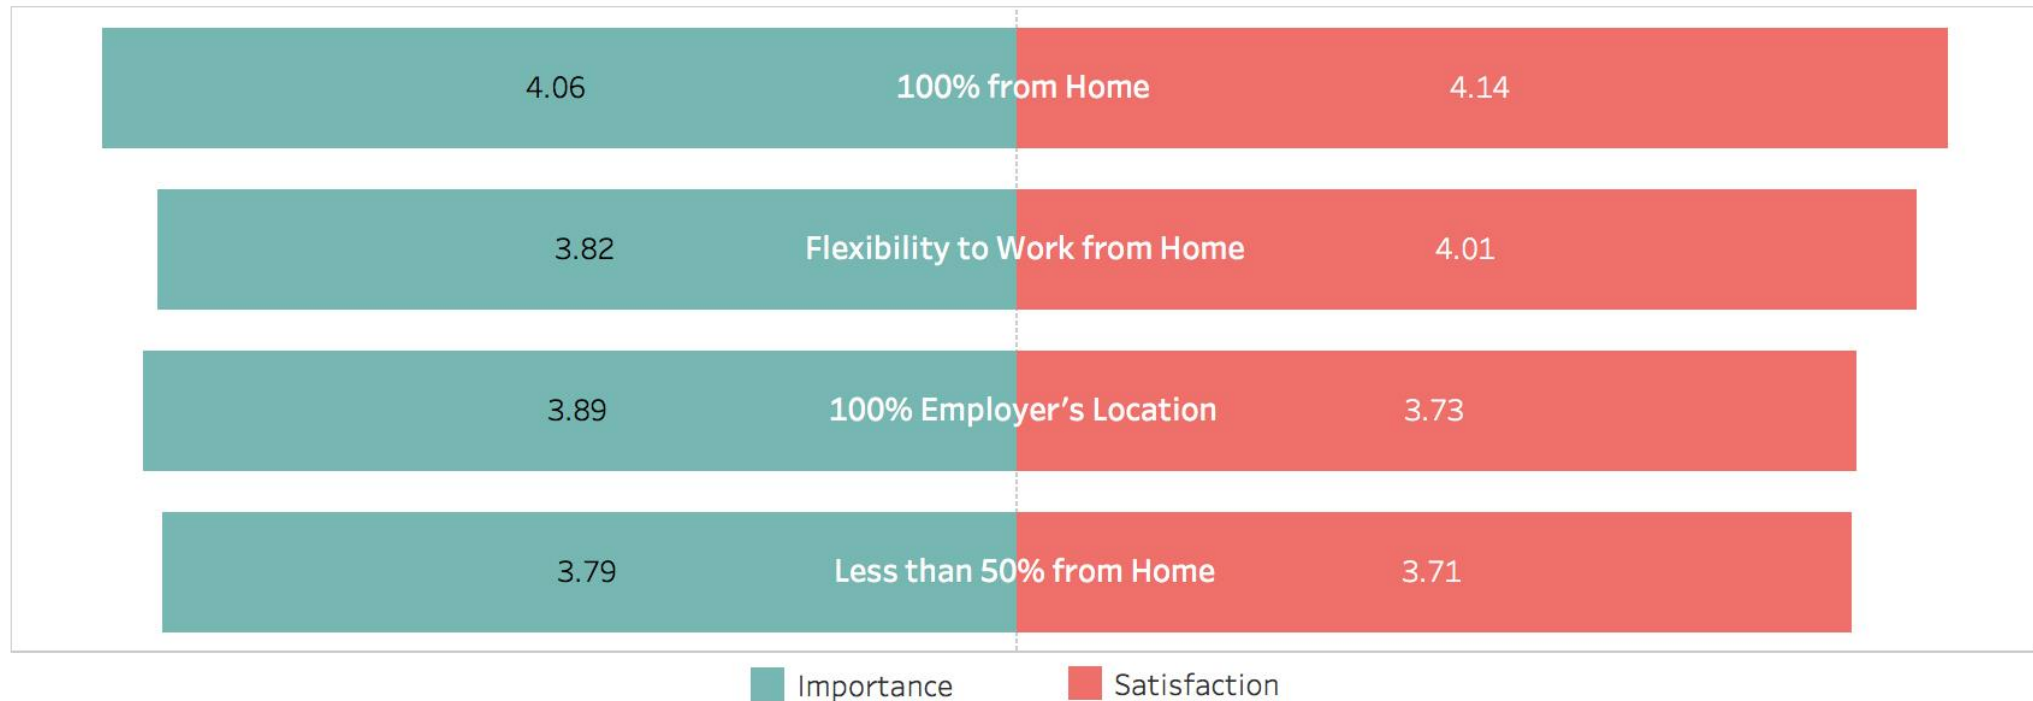 4.06 100% from Home 4.14
3.82 Flexibility to Work from Home 4.01
3.89 100% Employer's Location 3.73
3.79 Less than 50% from Home 3.71
Importance Satisfaction